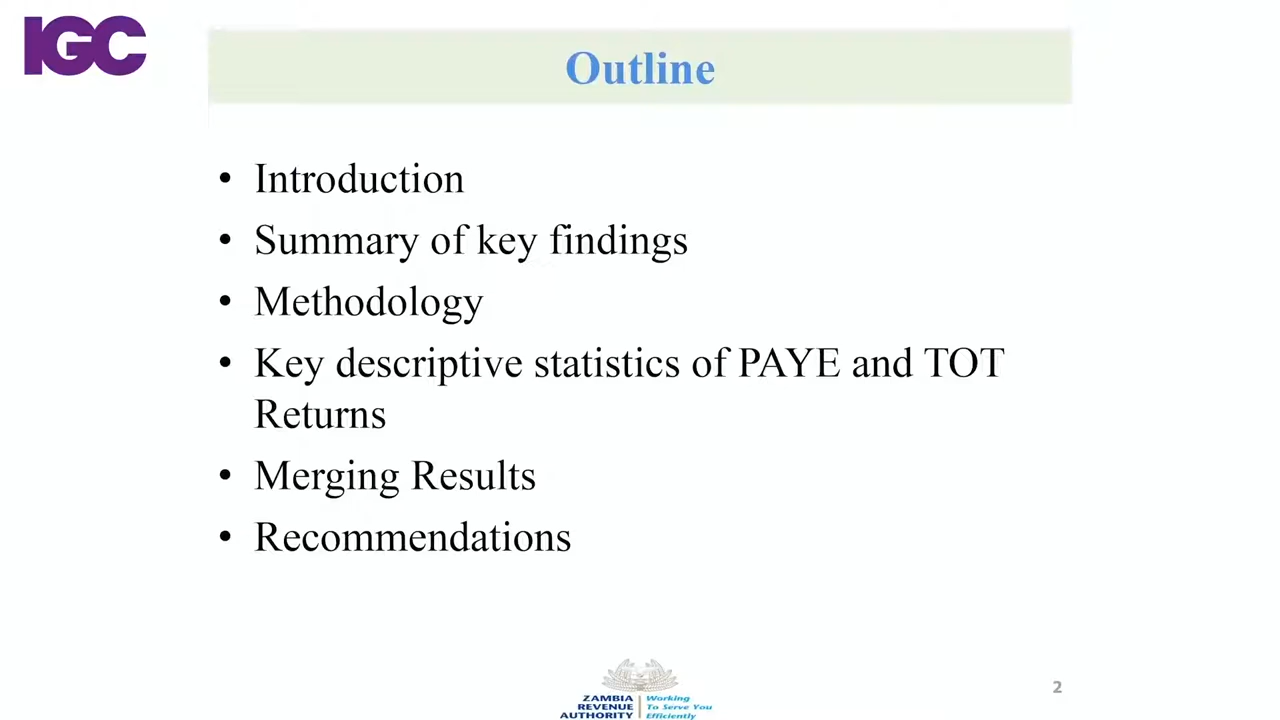 IGC
Outline
• Introduction
• Summary of key findings
• Methodology
• Key descriptive statistics of PAYE and TOT
Returns
• Merging Results
• Recommendations
ZAMBIA
REVENUE
AUTHORITY
Working
To Serve You
Efficiently
2